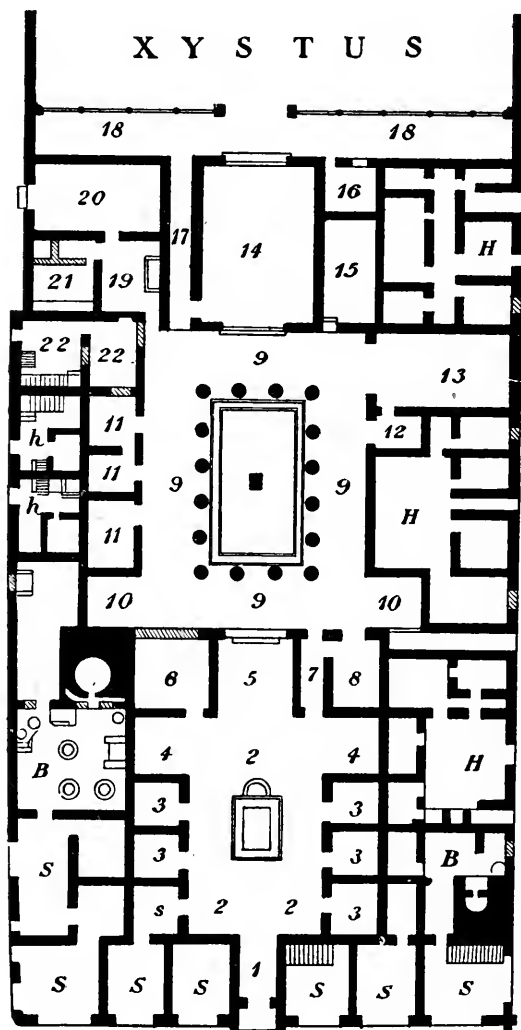 XYSTUS
18 18
20 17 14 16 H
21 19 15
22 22 9 13
h 11 12
11 9 9 H
h 11
10 9 10
6 5 7 8
4 2 4 H
B 3 3
3 3 B
S s 2 2 3
S S S 1 S S S